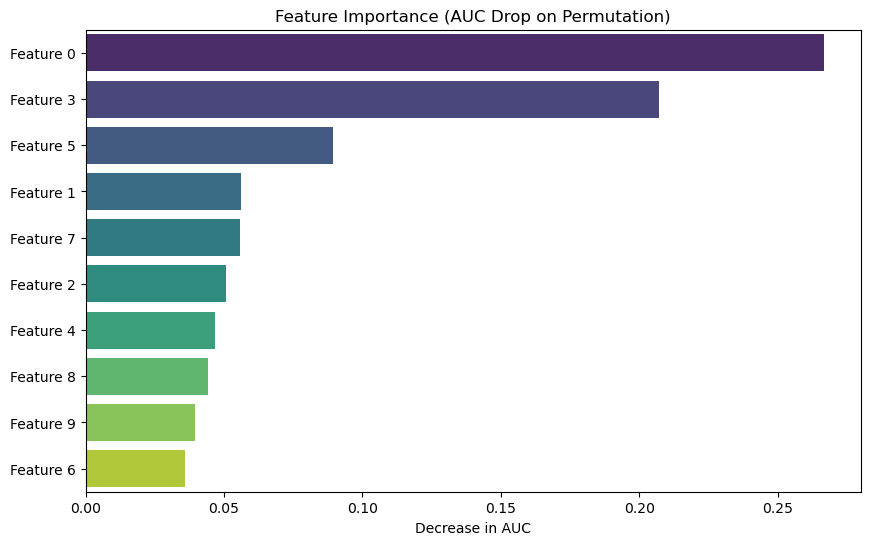 Feature Importance (AUC Drop on Permutation)
Feature 0
Feature 3
Feature 5
Feature 1
Feature 7
Feature 2
Feature 4
Feature 8
Feature 9
Feature 6
0.00 0.05 0.10 0.15 0.20 0.25
Decrease in AUC